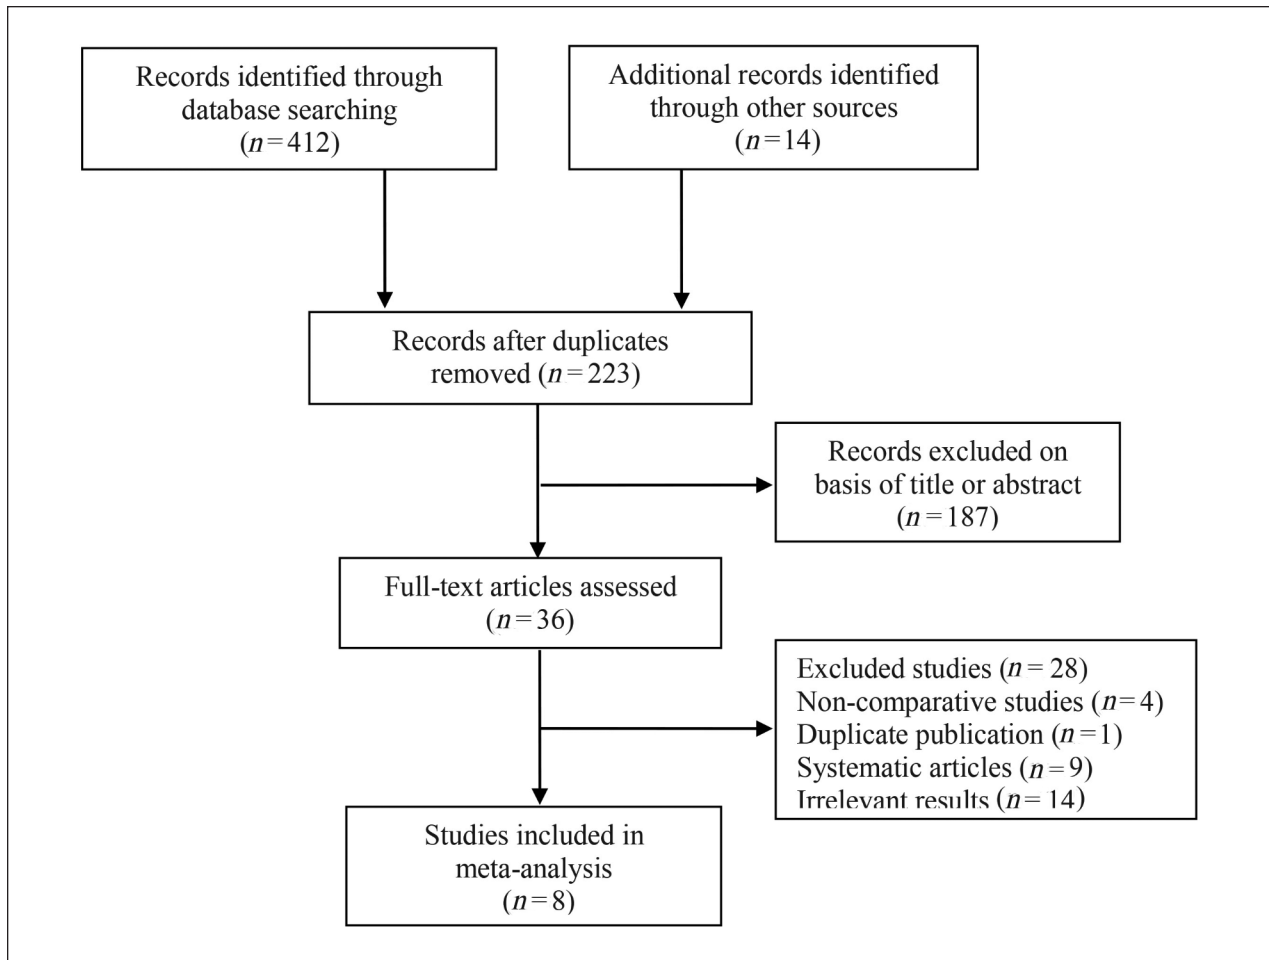 Records identified through
database searching
(n=412)
Additional records identified
through other sources
(n=14)
Records after duplicates
removed (n=223)
Records excluded on
basis of title or abstract
(n=187)
Full-text articles assessed
(n=36)
Excluded studies (n=28)
Non-comparative studies (n=4)
Duplicate publication (n=1)
Systematic articles (n=9)
Irrelevant results (n=14)
Studies included in
meta-analysis
(n=8)